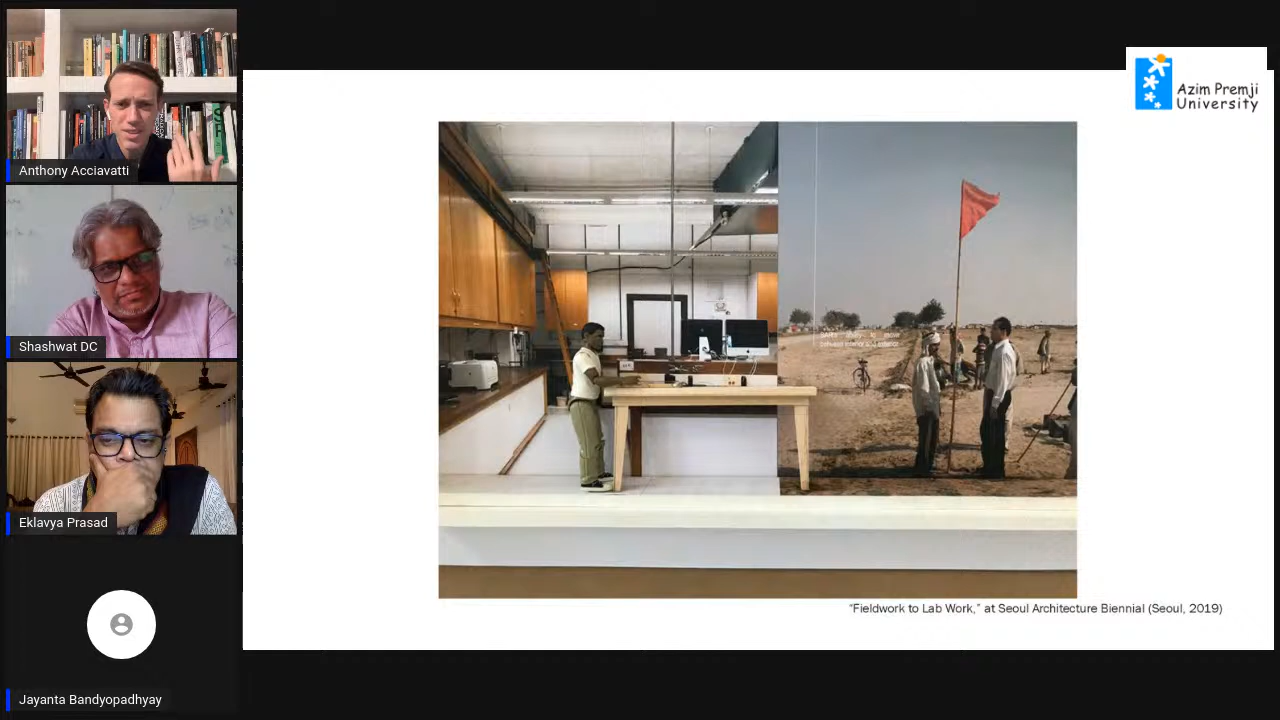 Anthony Acciavatti
Shashwat DC
Eklavya Prasad
Jayanta Bandyopadhyay
Azim Premji
University
"Fieldwork to Lab Work," at Seoul Architecture Biennial (Seoul, 2019)